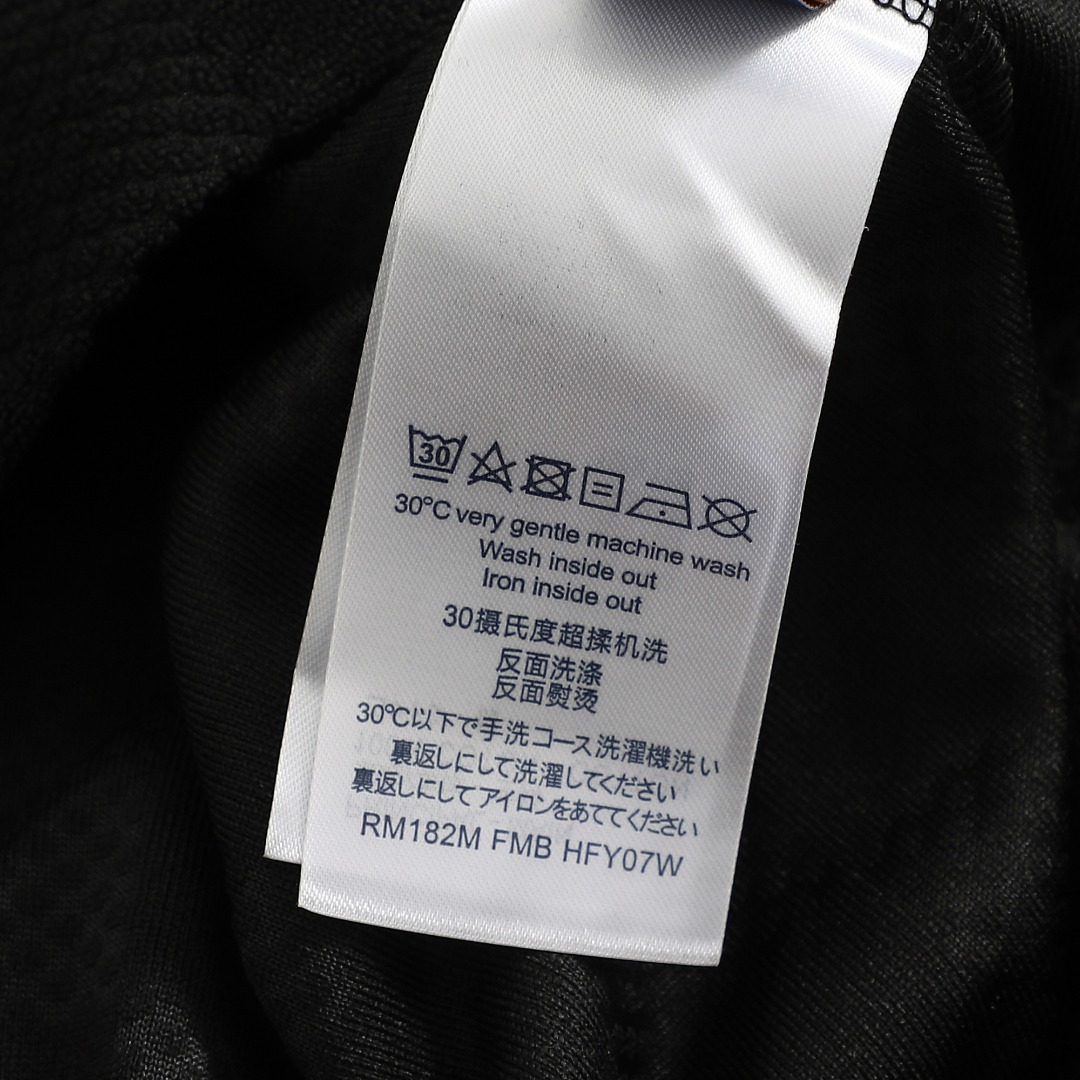 30
30°C very gentle machine wash
Wash inside out
Iron inside out
30摄氏度超揉机洗
反面洗涤
反面熨烫
30℃以下で手洗コース洗濯機洗い
裏返しにして洗濯してください
裏返しにしてアイロンをあててください
RM182M FMB HFY07W